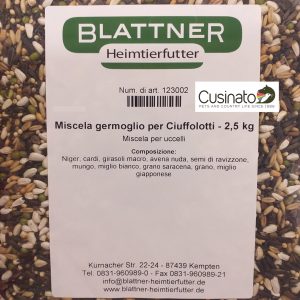 BLATTNER
Heimtierfutter
Num. di art. 123002
Cusinato
PETS AND COUNTRY LIFE SINCE 1986
Miscela germoglio per Ciuffolotti - 2,5 kg
Miscela per uccelli
Composizione:
Niger, cardi, girasoli macro, avena nuda, semi di ravizzone,
mungo, miglio bianco, grano saracena, grano, miglio
giapponese
Kürnacher Str. 22-24 - 87439 Kempten
Tel. 0831-960989-0 - Fax 0831-960989-21
info@blattner-heimtierfutter.de
www.blattner-heimtierfutter.de